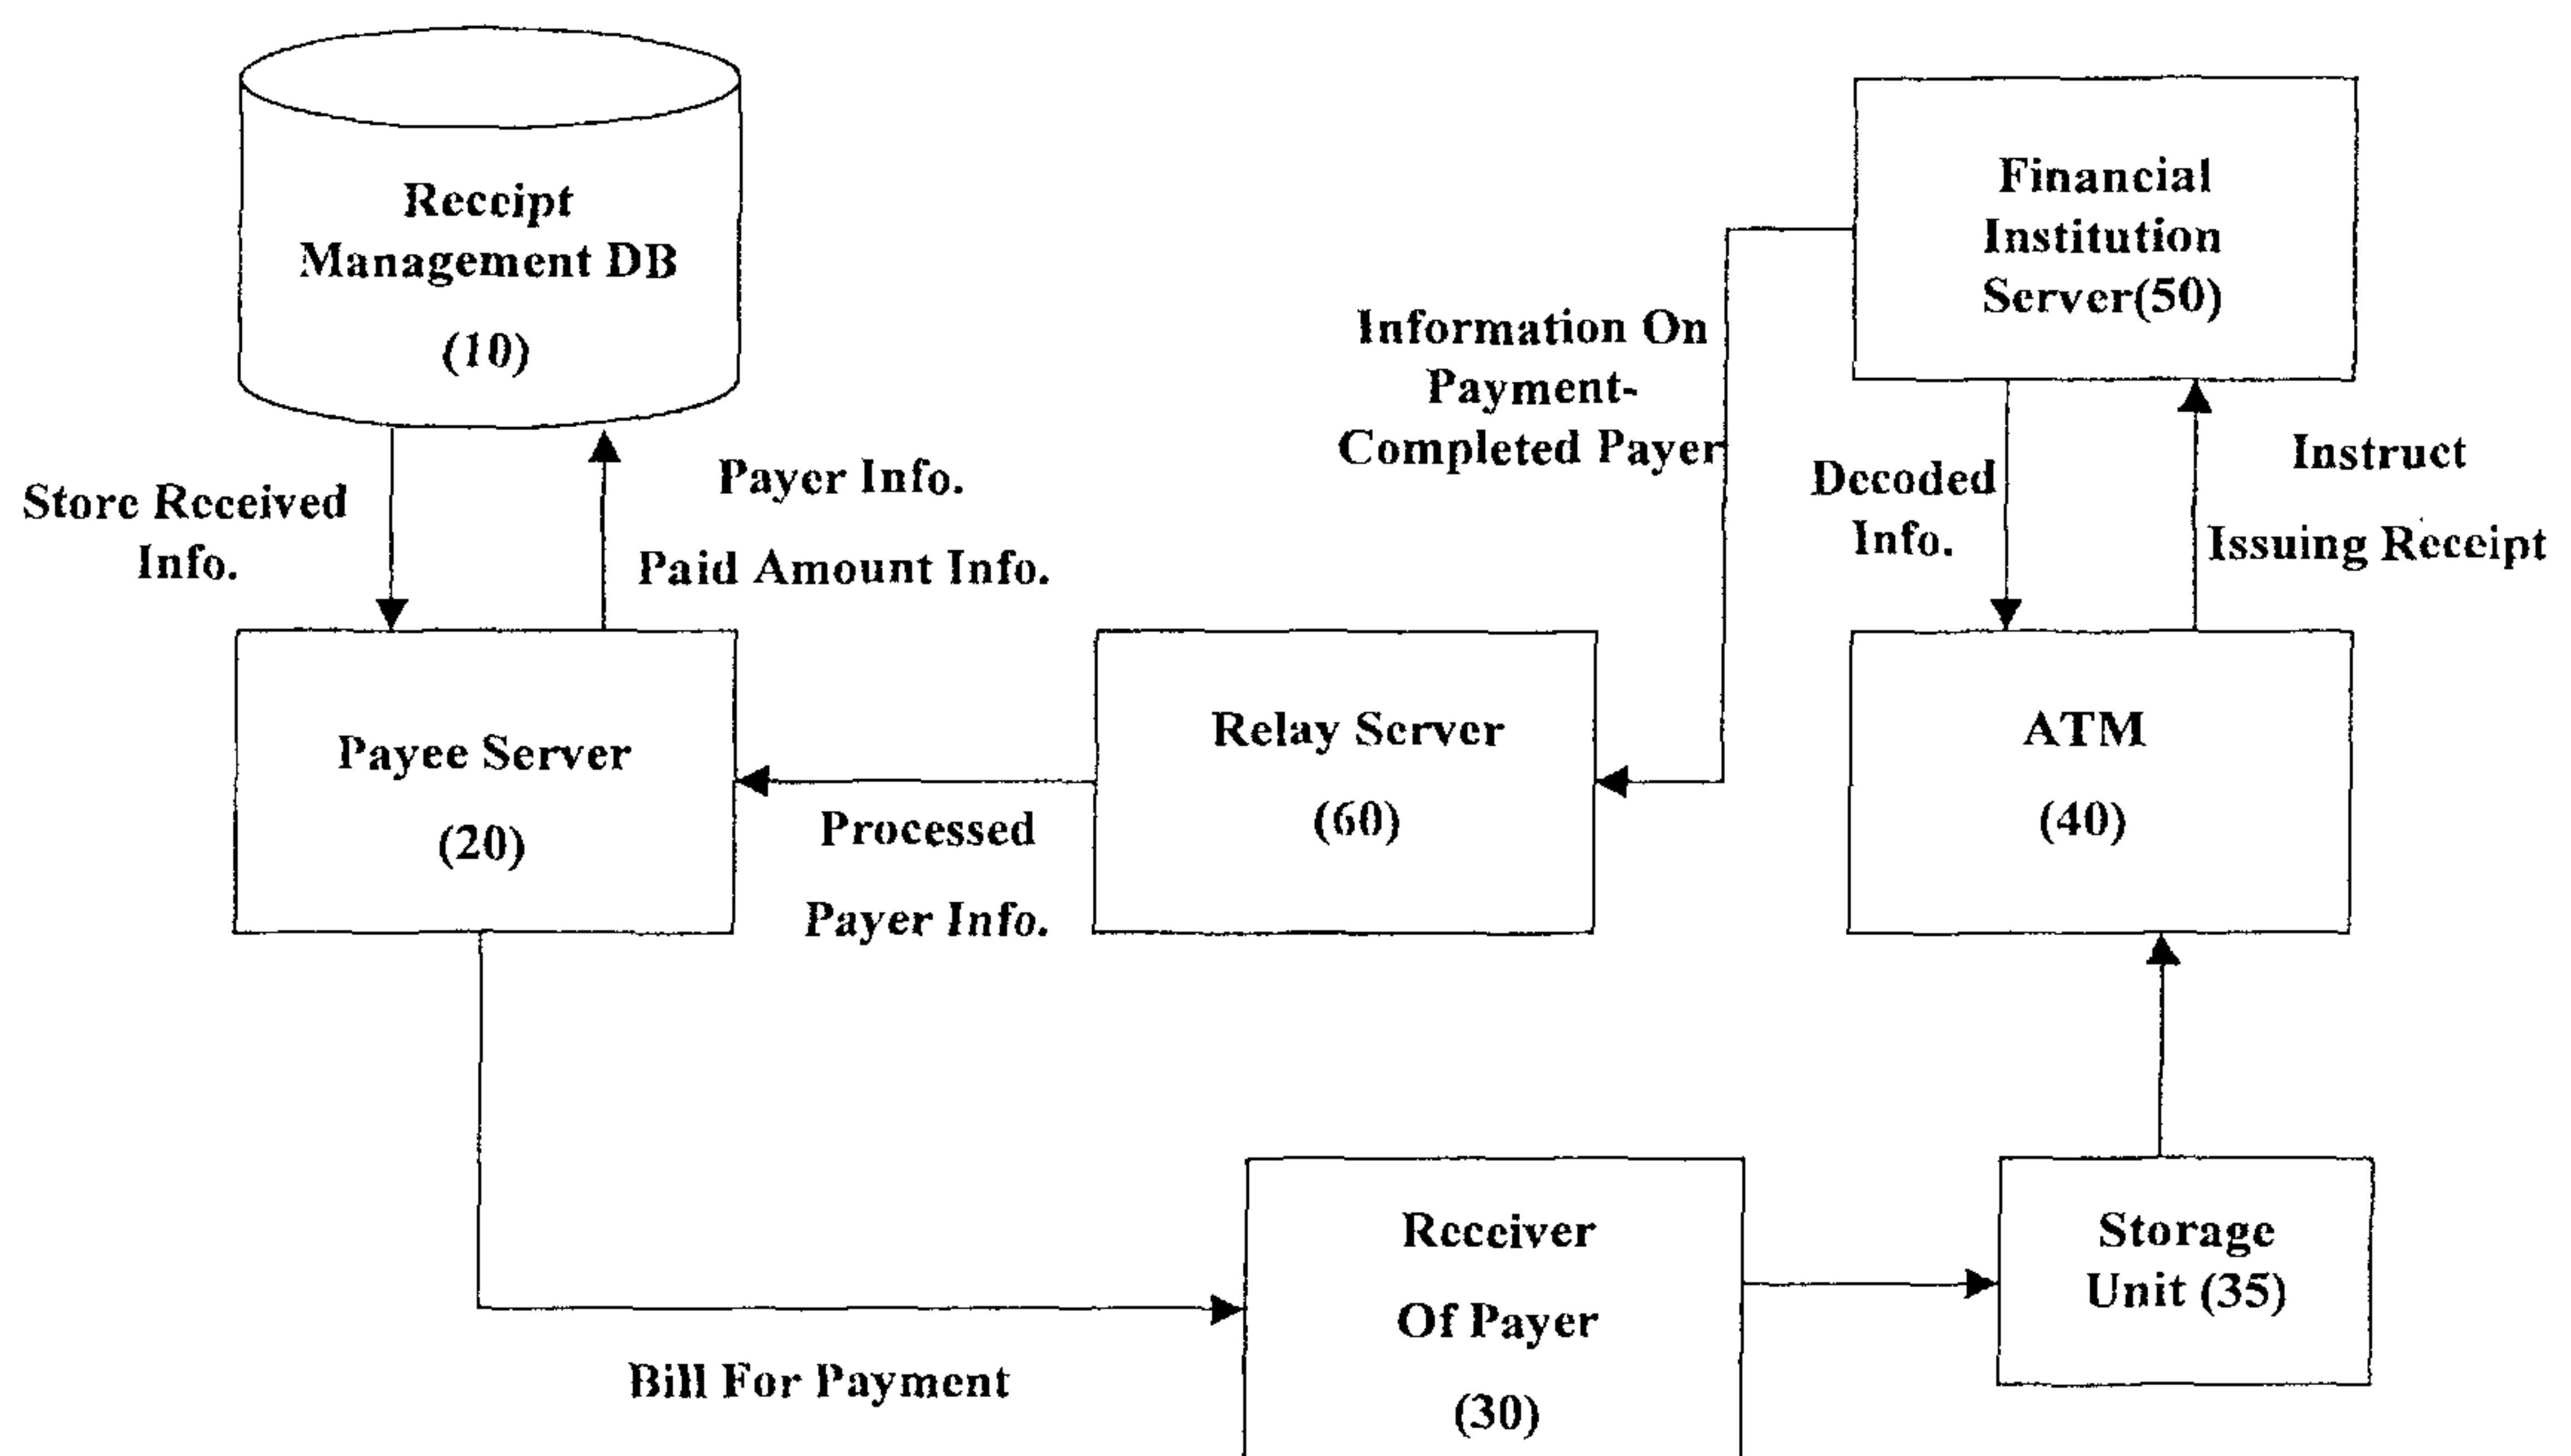 Receipt
Management DB
(10)
Financial
Institution
Server(50)
Information On
Payment-
Completed Payer
Store Received
Info.
Payer Info.
Paid Amount Info.
Decoded
Info.
Instruct
Issuing Receipt
Payee Server
(20)
Processed
Payer Info.
Relay Server
(60)
ATM
(40)
Bill For Payment
Receiver
Of Payer
(30)
Storage
Unit (35)